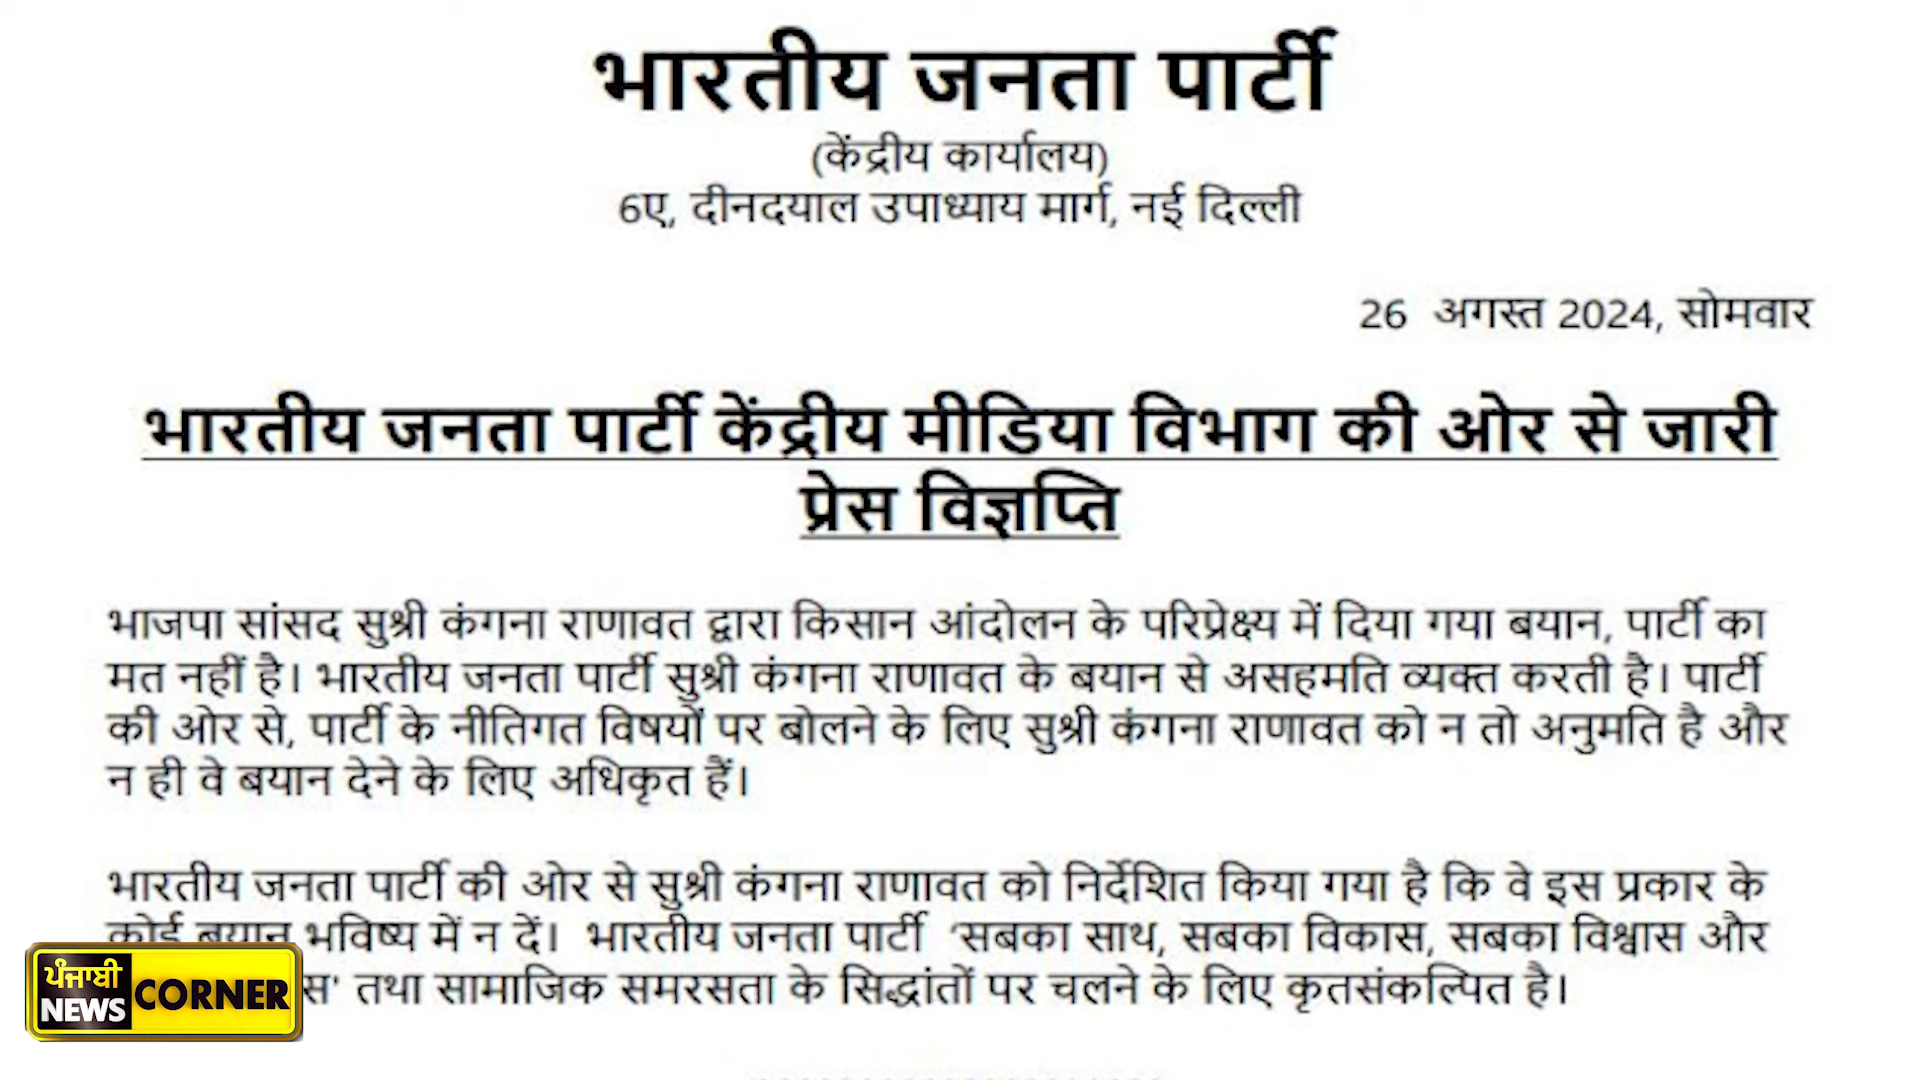 भारतीय जनता पार्टी
(केंद्रीय कार्यालय)
6ए, दीनदयाल उपाध्याय मार्ग, नई दिल्ली
26 अगस्त 2024, सोमवार
भारतीय जनता पार्टी केंद्रीय मीडिया विभाग की ओर से जारी
प्रेस विज्ञप्ति
भाजपा सांसद सुश्री कंगना राणावत द्वारा किसान आंदोलन के परिप्रेक्ष्य में दिया गया बयान, पार्टी का
मत नहीं है। भारतीय जनता पार्टी सुश्री कंगना राणावत के बयान से असहमति व्यक्त करती है। पार्टी
की ओर से, पार्टी के नीतिगत विषयों पर बोलने के लिए सुश्री कंगना राणावत को न तो अनुमति है और
न ही वे बयान देने के लिए अधिकृत हैं।
भारतीय जनता पार्टी की ओर से सुश्री कंगना राणावत को निर्देशित किया गया है कि वे इस प्रकार के
कोई बयान भविष्य में न दें। भारतीय जनता पार्टी ‘सबका साथ, सबका विकास, सबका विश्वास और
स' तथा सामाजिक समरसता के सिद्धांतों पर चलने के लिए कृतसंकल्पित है।
ਪੰਜਾਬੀ
NEWS CORNER